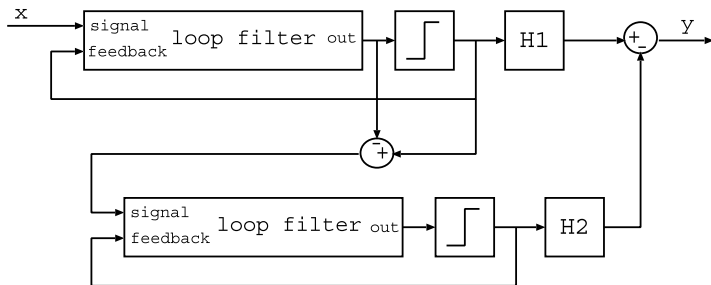 x
signal
feedback
loop filter
out
H1
+
-
y
-
+
signal
feedback
loop filter
out
H2